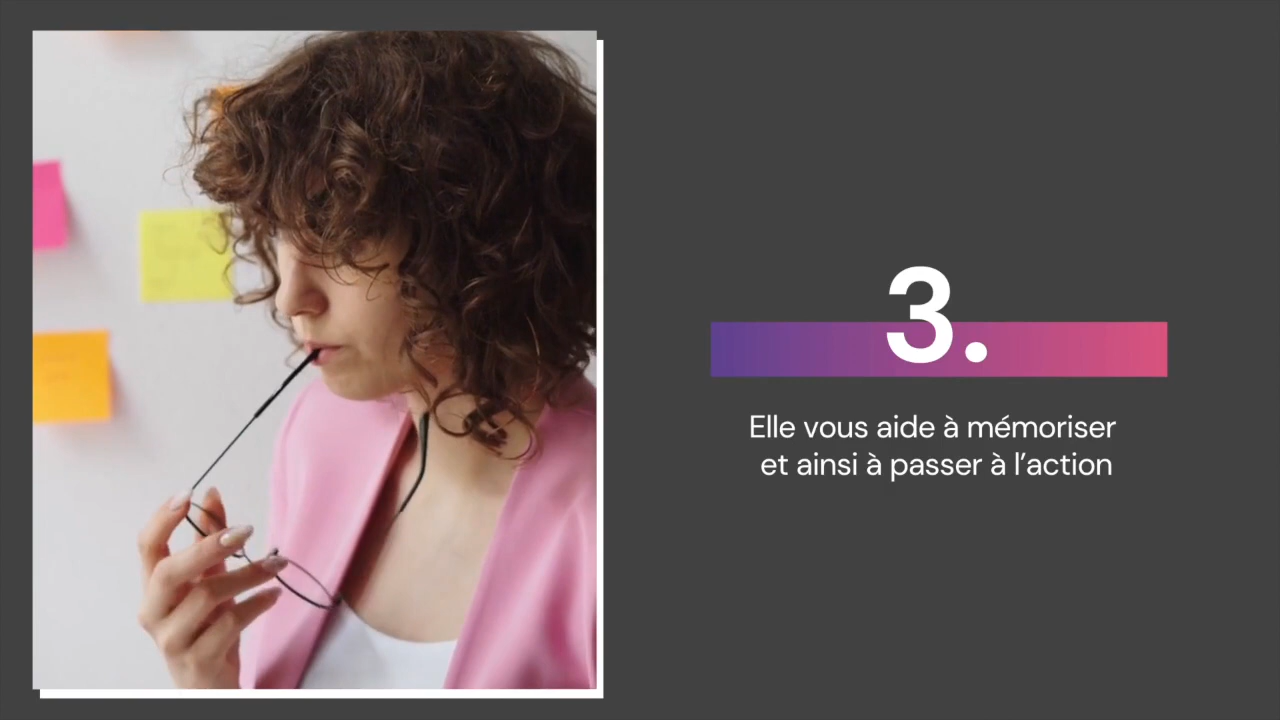 3.
Elle vous aide à mémoriser
et ainsi à passer à l’action